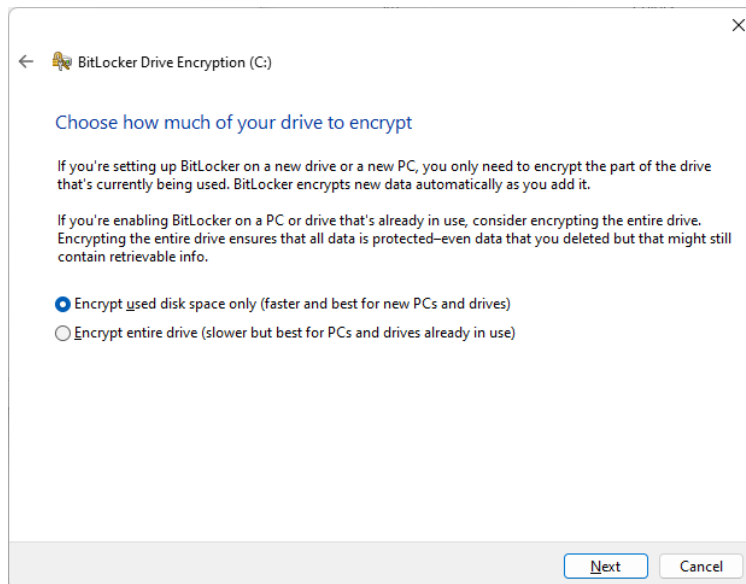 BitLocker Drive Encryption (C:)
Choose how much of your drive to encrypt
If you're setting up BitLocker on a new drive or a new PC, you only need to encrypt the part of the drive
that's currently being used. BitLocker encrypts new data automatically as you add it.
If you're enabling BitLocker on a PC or drive that's already in use, consider encrypting the entire drive.
Encrypting the entire drive ensures that all data is protected–even data that you deleted but that might still
contain retrievable info.
Encrypt used disk space only (faster and best for new PCs and drives)
Encrypt entire drive (slower but best for PCs and drives already in use)
Next Cancel